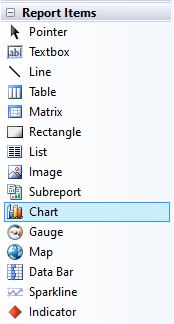 Report Items
Pointer
Textbox
Line
Table
Matrix
Rectangle
List
Image
Subreport
Chart
Gauge
Map
Data Bar
Sparkline
Indicator